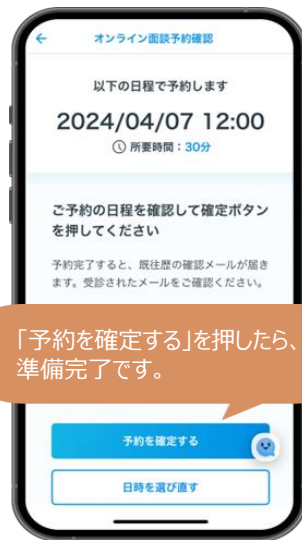 オンライン面談予約確認
以下の日程で予約します
2024/04/07 12:00
所要時間：30分
ご予約の日程を確認して確定ボタン
を押してください
予約完了すると、既往歴の確認メールが届き
ます。受診されたメールをご確認ください。
「予約を確定する」を押したら、
準備完了です。
予約を確定する
日時を選び直す